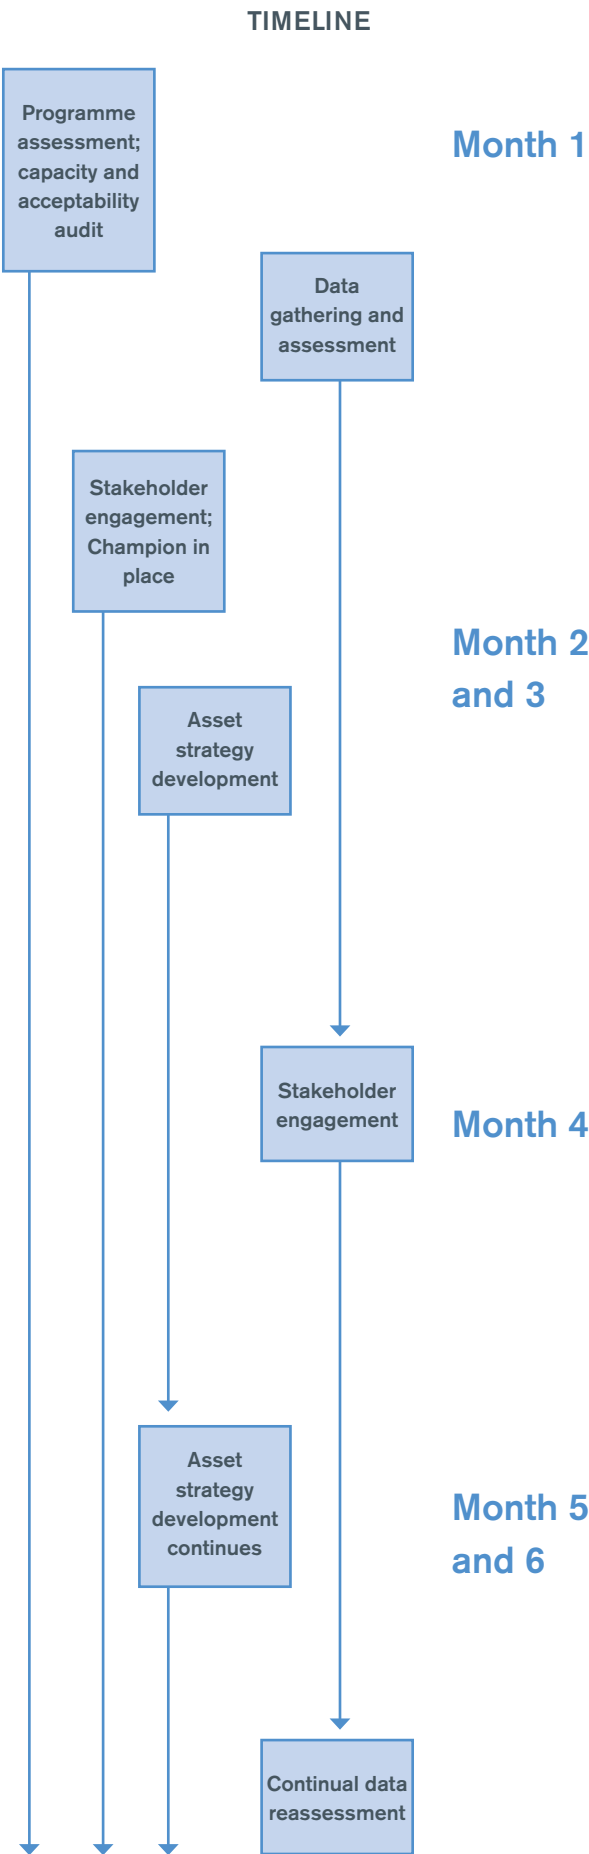 TIMELINE
Programme
assessment;
capacity and
acceptability
audit
Month 1
Data
gathering and
assessment
Stakeholder
engagement;
Champion in
place
Month 2
and 3
Asset
strategy
development
Stakeholder
engagement
Month 4
Asset
strategy
development
continues
Month 5
and 6
Continual data
reassessment